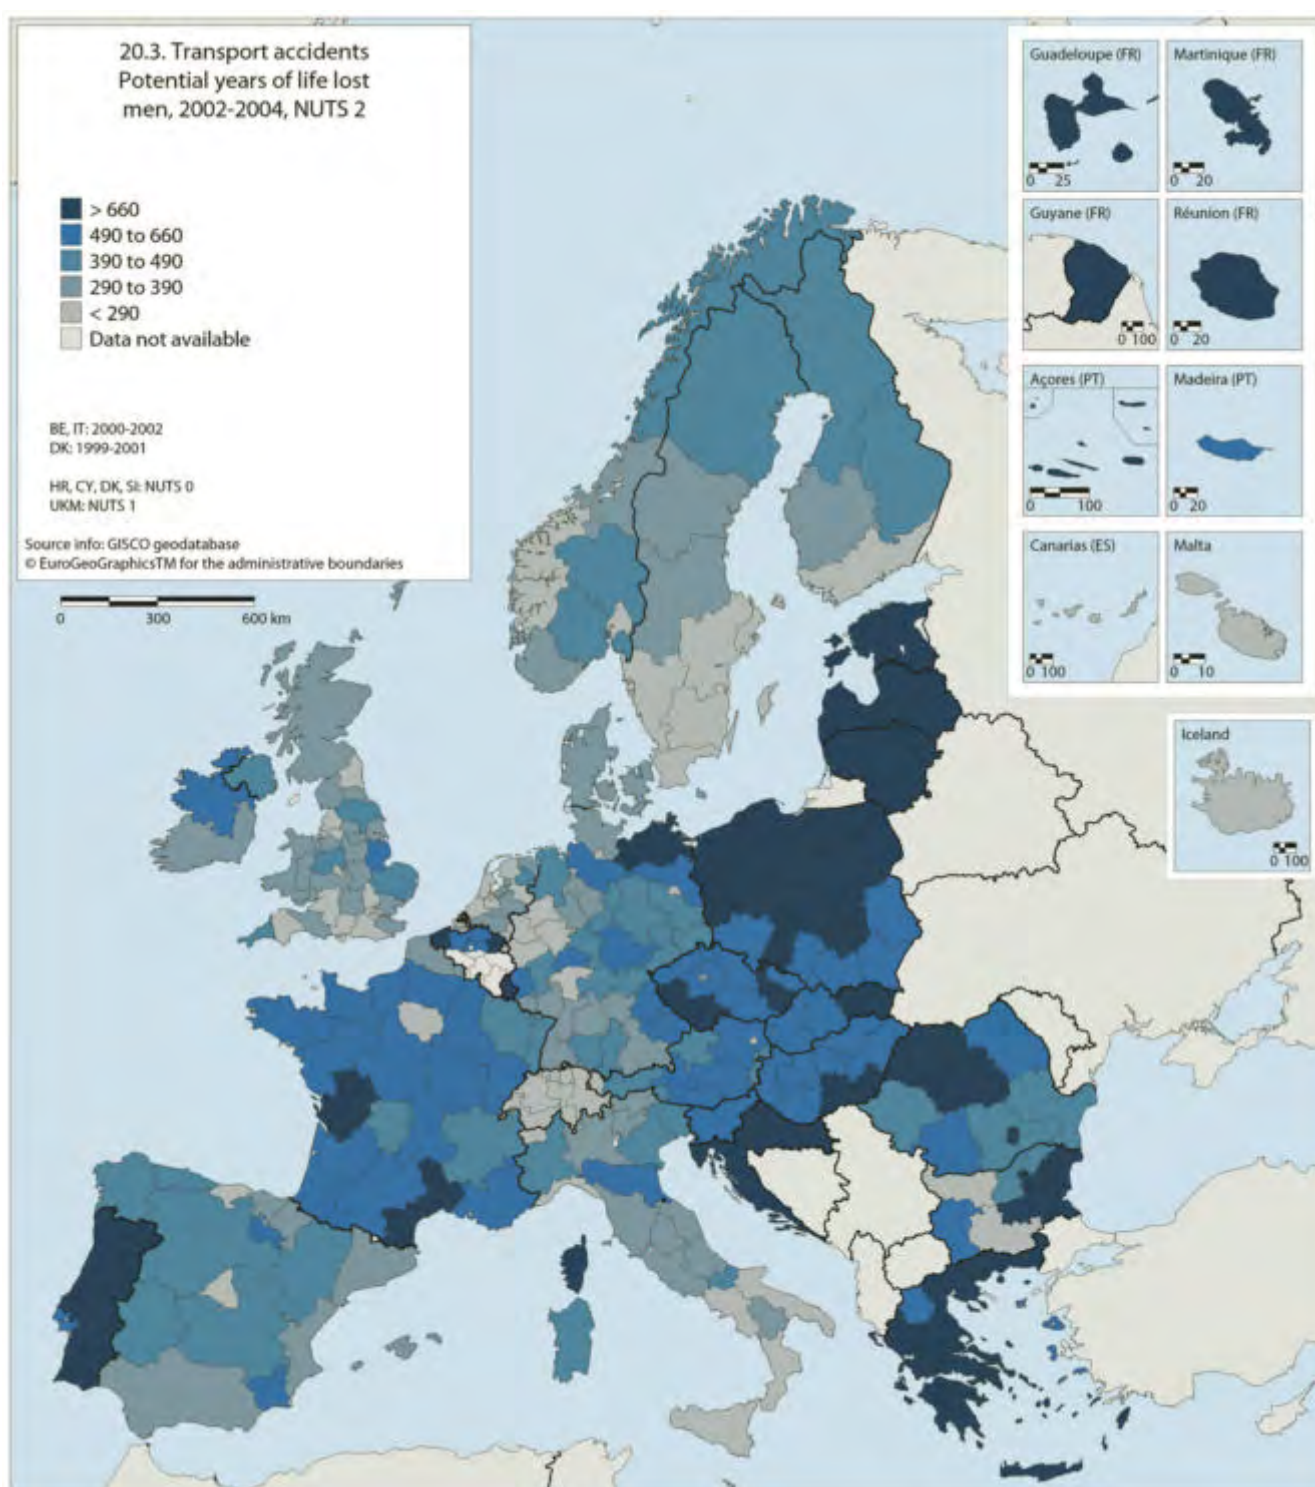 20.3. Transport accidents
Potential years of life lost
men, 2002-2004, NUTS 2
> 660
490 to 660
390 to 490
290 to 390
< 290
Data not available
BE, IT: 2000-2002
DK: 1999-2001
HR, CY, DK, SI: NUTS 0
UKM: NUTS 1
Source info: GISCO geodatabase
© EuroGeoGraphicsTM for the administrative boundaries
0 300 600 km
Guadeloupe (FR)
0 25
Martinique (FR)
0 20
Guyane (FR)
0 100
Réunion (FR)
0 20
Açores (PT)
0 100
Madeira (PT)
0 20
Canarias (ES)
0 100
Malta
0 10
Iceland
0 100